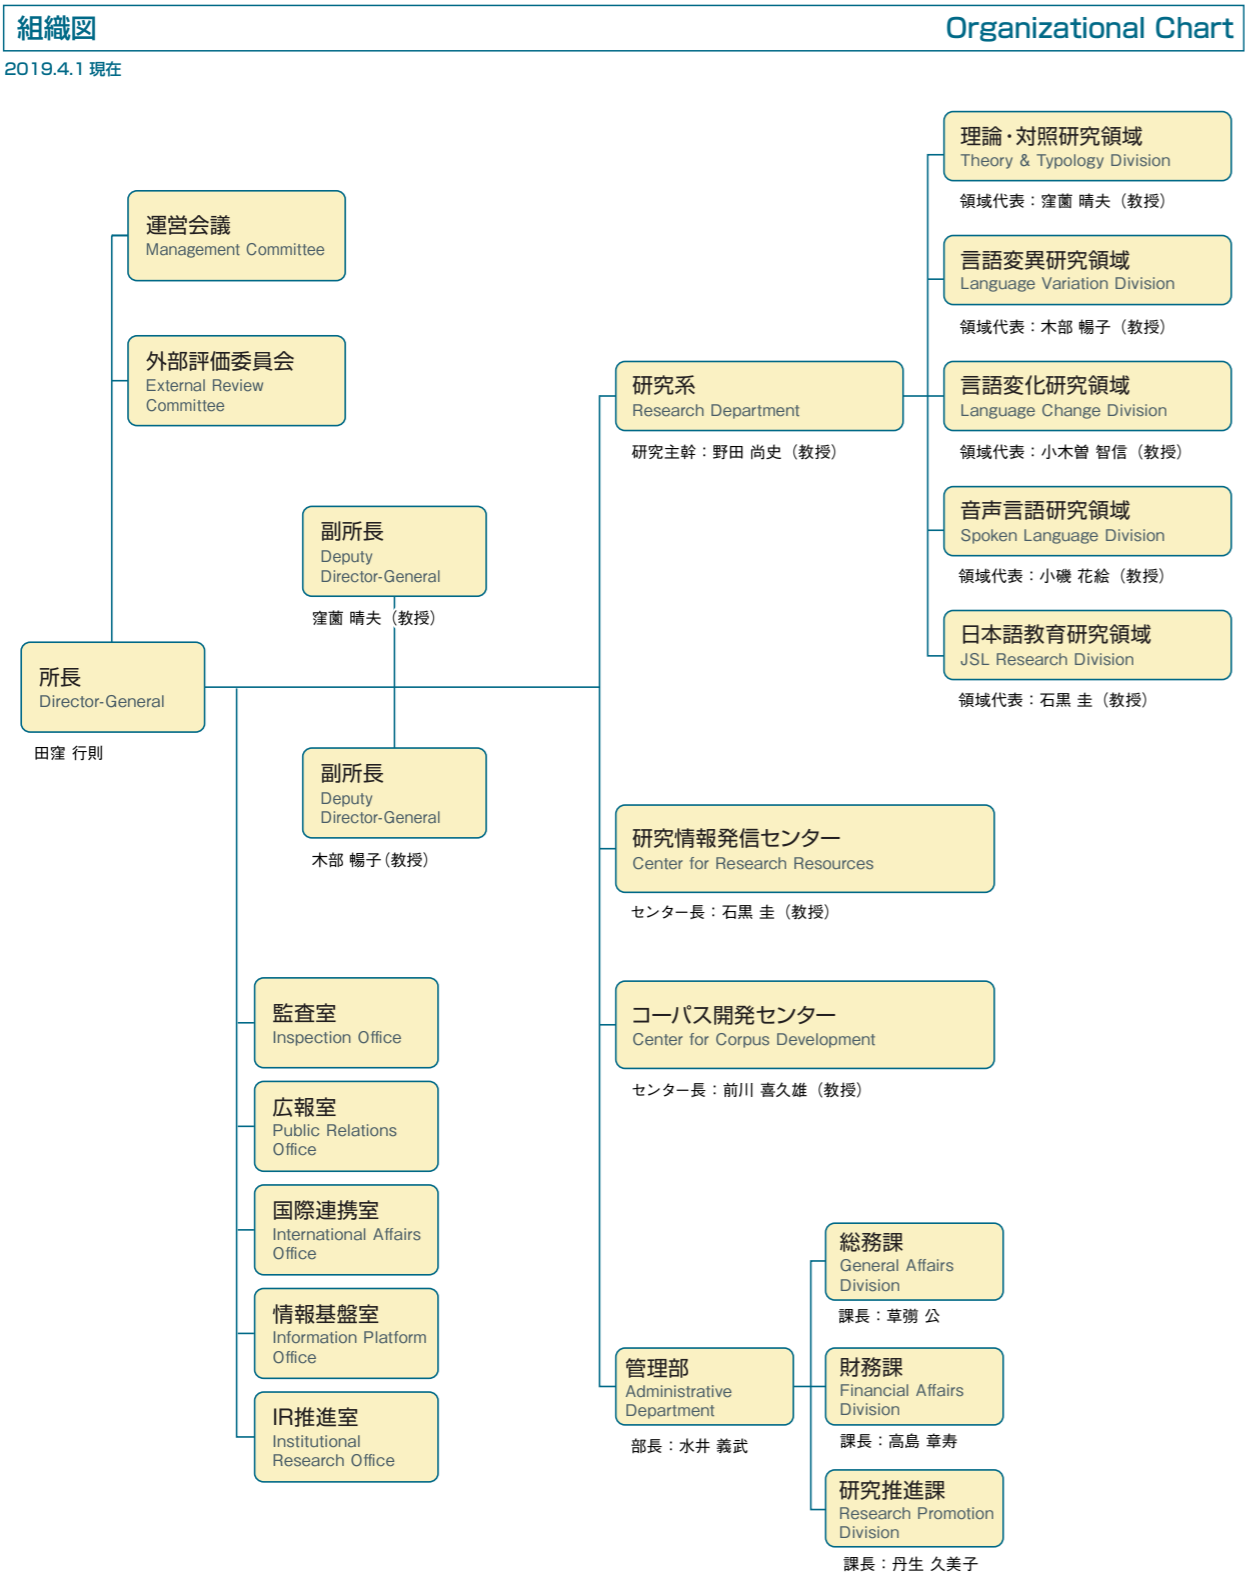 組織図
Organizational Chart
2019.4.1 現在
運営会議
Management Committee
外部評価委員会
External Review
Committee
副所長
Deputy
Director-General
窪薗 晴夫（教授）
所長
Director-General
田窪 行則
副所長
Deputy
Director-General
木部 暢子（教授）
監査室
Inspection Office
広報室
Public Relations
Office
国際連携室
International Affairs
Office
情報基盤室
Information Platform
Office
IR推進室
Institutional
Research Office
研究系
Research Department
研究主幹：野田 尚史（教授）
理論・対照研究領域
Theory & Typology Division
領域代表：窪薗 晴夫（教授）
言語変異研究領域
Language Variation Division
領域代表：木部 暢子（教授）
言語変化研究領域
Language Change Division
領域代表：小木曽 智信（教授）
音声言語研究領域
Spoken Language Division
領域代表：小磯 花絵（教授）
日本語教育研究領域
JSL Research Division
領域代表：石黒 圭（教授）
研究情報発信センター
Center for Research Resources
センター長：石黒 圭（教授）
コーパス開発センター
Center for Corpus Development
センター長：前川 喜久雄（教授）
管理部
Administrative
Department
部長：水井 義武
総務課
General Affairs
Division
課長：草彅 公
財務課
Financial Affairs
Division
課長：高島 章寿
研究推進課
Research Promotion
Division
課長：丹生 久美子